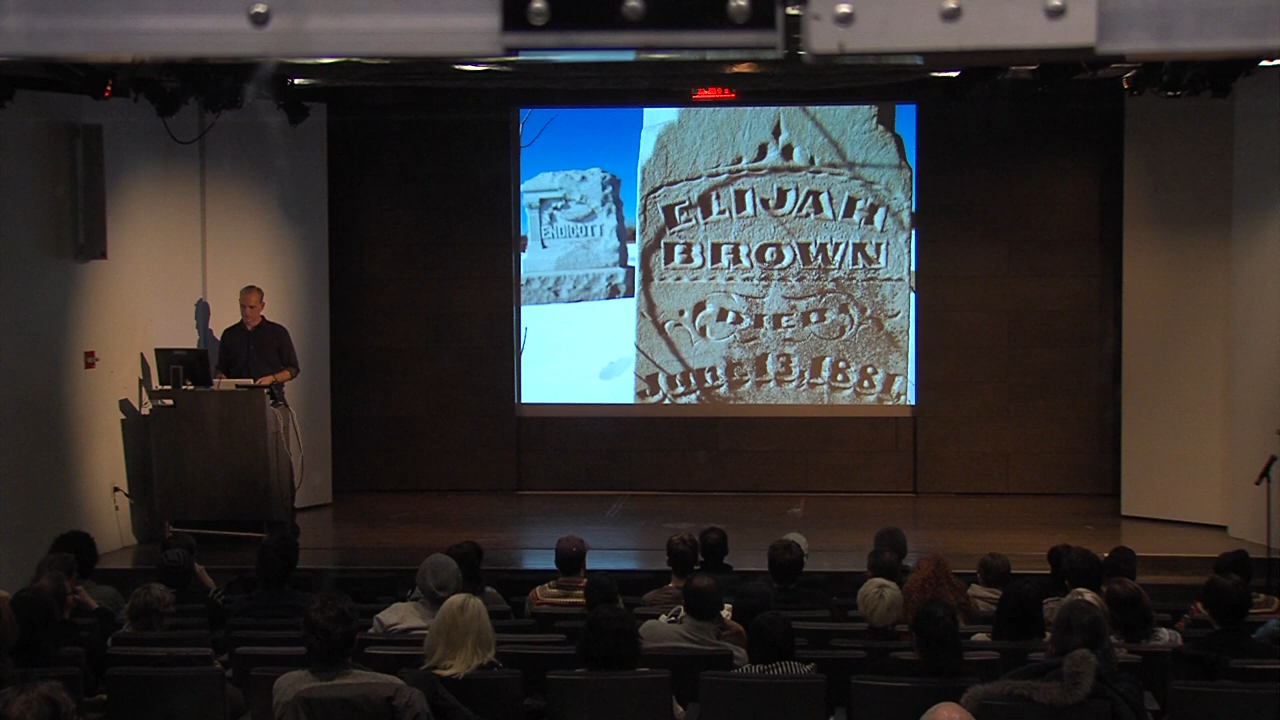 ENDICOTT
ELIJAH
BROWN
DIED
JUNE 13, 1881